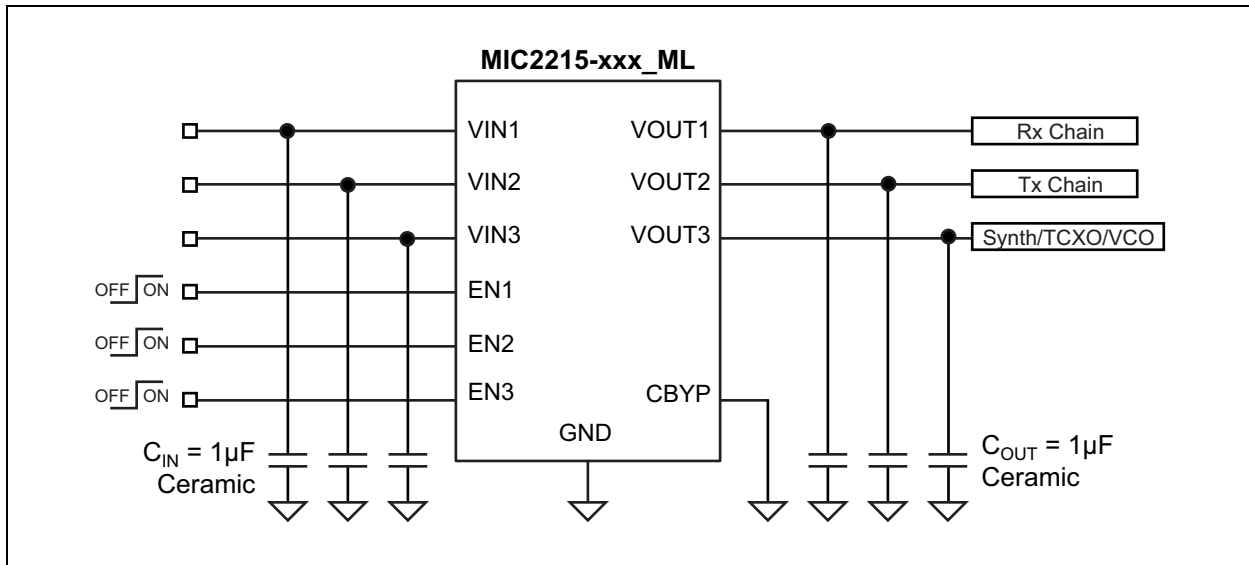 MIC2215-xxx_ML
VIN1
VOUT1
Rx Chain
VIN2
VOUT2
Tx Chain
VIN3
VOUT3
Synth/TCXO/VCO
OFF ON
EN1
OFF ON
EN2
OFF ON
EN3
CBYP
GND
CIN = 1µF
Ceramic
COUT = 1µF
Ceramic